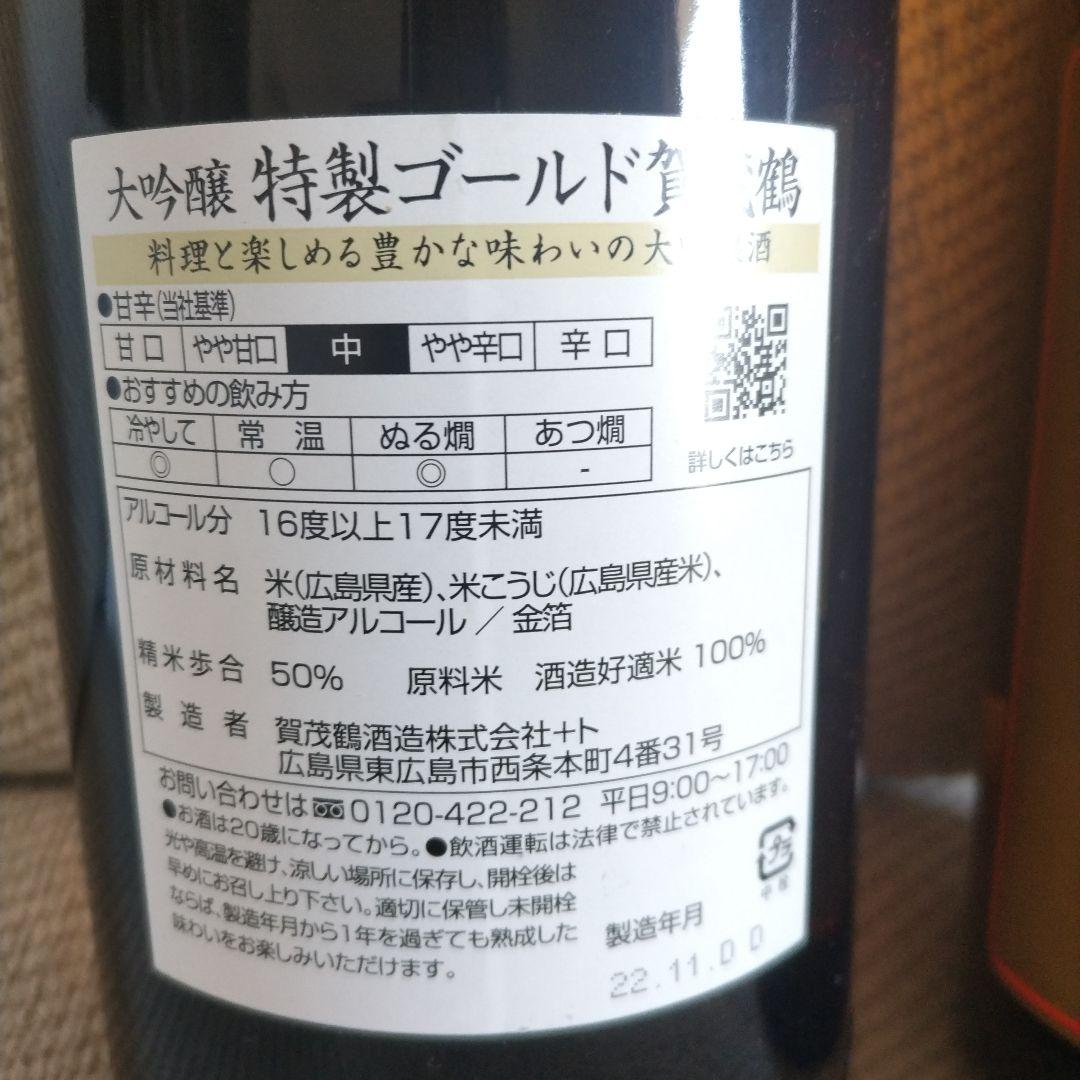 大吟醸 特製ゴールド賀茂鶴
料理と楽しめる豊かな味わいの大 酒
●甘辛(当社基準)
甘口 やや甘口 中 やや辛口 辛口
●おすすめの飲み方
冷やして 常温 ぬる燗 あつ燗
◎ ○ ◎ -
詳しくはこちら
アルコール分 16度以上17度未満
原材料名 米(広島県産)、米こうじ(広島県産米)、
醸造アルコール／金箔
精米歩合 50% 原料米 酒造好適米 100%
製造者 賀茂鶴酒造株式会社+ト
広島県東広島市西条本町4番31号
お問い合わせは 0120-422-212 平日9:00～17:00
●お酒は20歳になってから。●飲酒運転は法律で禁止されています。
光や高温を避け、涼しい場所に保存し、開栓後は
早めにお召し上り下さい。適切に保管し未開栓
ならば、製造年月から1年を過ぎても熟成した
味わいをお楽しみいただけます。
プラ
中栓
製造年月
22.11.D D